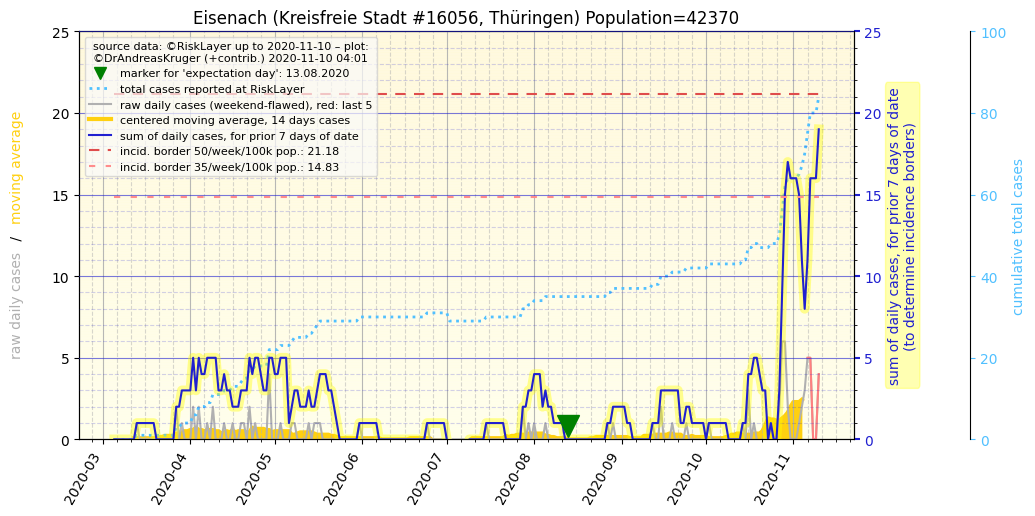 Eisenach (Kreisfreie Stadt #16056, Thüringen) Population=42370
source data: ©RiskLayer up to 2020-11-10 – plot:
©DrAndreasKruger (+contrib.) 2020-11-10 04:01
marker for 'expectation day': 13.08.2020
total cases reported at RiskLayer
raw daily cases (weekend-flawed), red: last 5
centered moving average, 14 days cases
sum of daily cases, for prior 7 days of date
incid. border 50/week/100k pop.: 21.18
incid. border 35/week/100k pop.: 14.83
raw daily cases / moving average
25
20
15
10
5
0
2020-03
2020-04
2020-05
2020-06
2020-07
2020-08
2020-09
2020-10
2020-11
25
20
15
10
5
0
sum of daily cases, for prior 7 days of date
(to determine incidence borders)
100
80
60
40
20
0
cumulative total cases